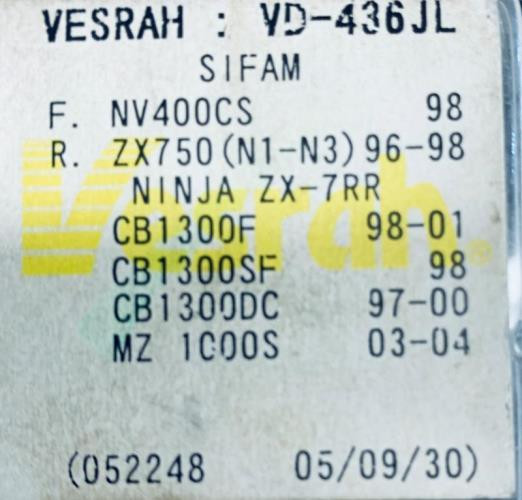 VESRAH : VD-436JL
SIFAM
F. NV400CS 98
R. ZX750(N1-N3)96-98
NINJA ZX-7RR
CB1300F 98-01
CB1300SF 98
CB1300DC 97-00
MZ 1000S 03-04
Vesrah®
(052248 05/09/30)